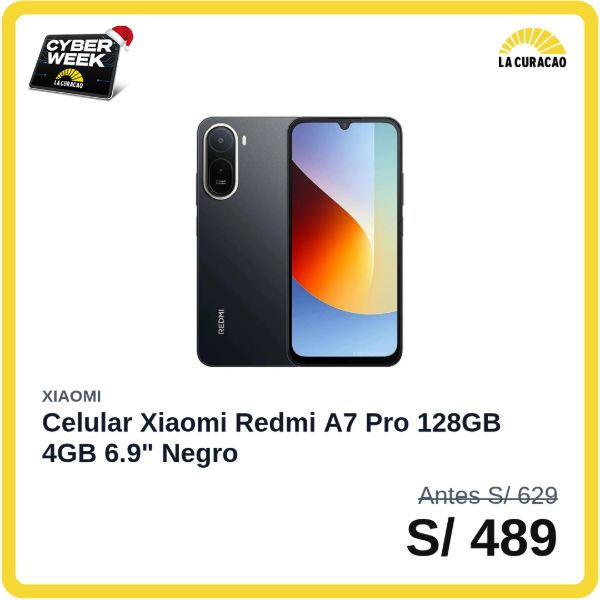 CYBER
WEEK
LA CURACAO
LA CURACAO
REDMI
XIAOMI
Celular Xiaomi Redmi A7 Pro 128GB
4GB 6.9" Negro
Antes S/ 629
S/ 489